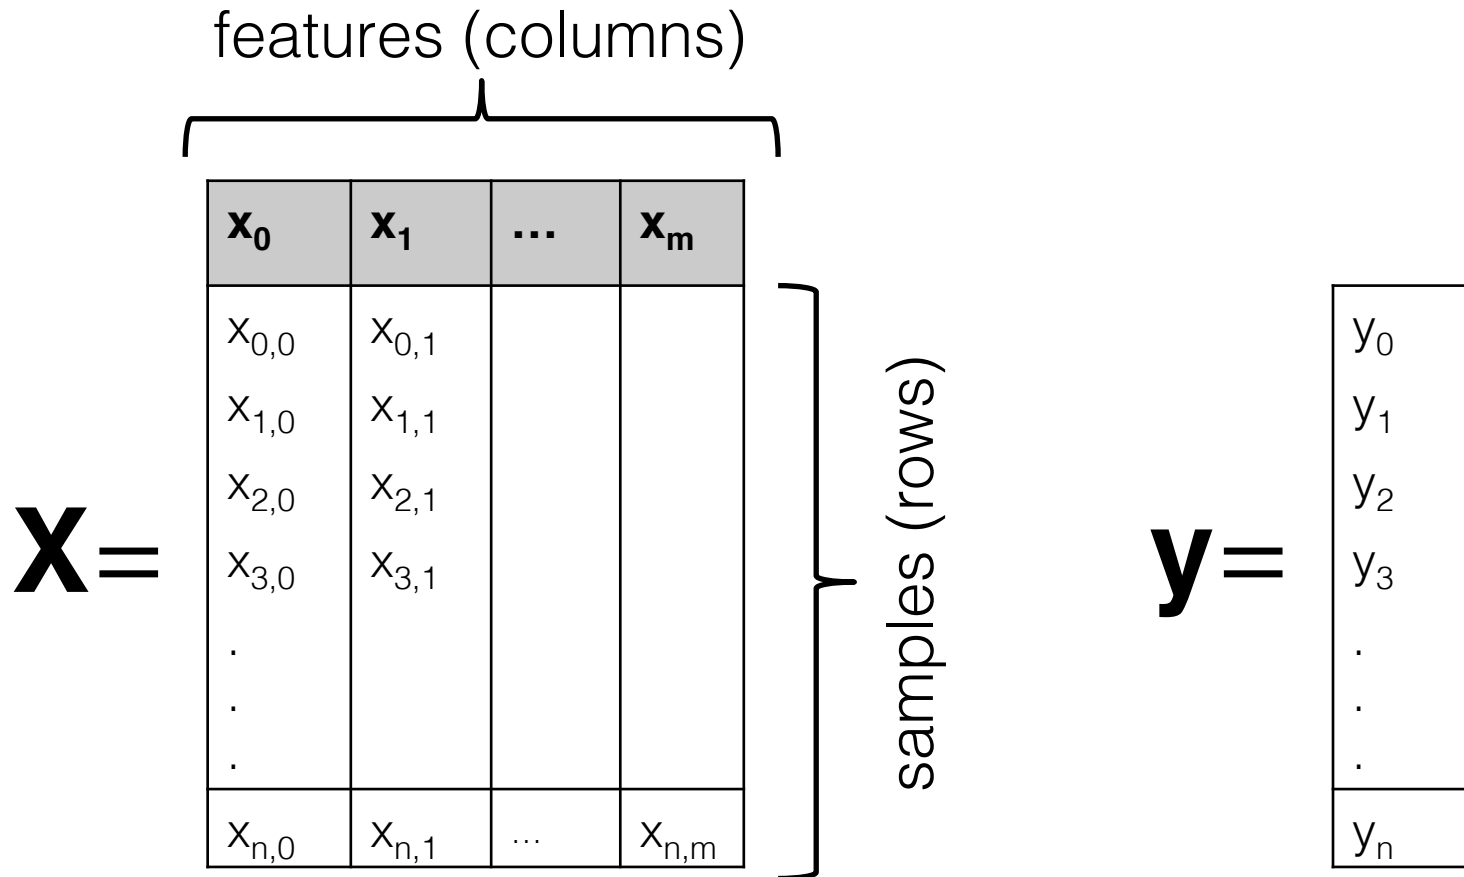 features (columns)
x₀ x₁ ... xₘ
x₀,₀ x₀,₁
x₁,₀ x₁,₁
x₂,₀ x₂,₁
x₃,₀ x₃,₁
.
.
.
xₙ,₀ xₙ,₁ ... xₙ,ₘ
X=
samples (rows)
y=
y₀
y₁
y₂
y₃
.
.
.
yₙ